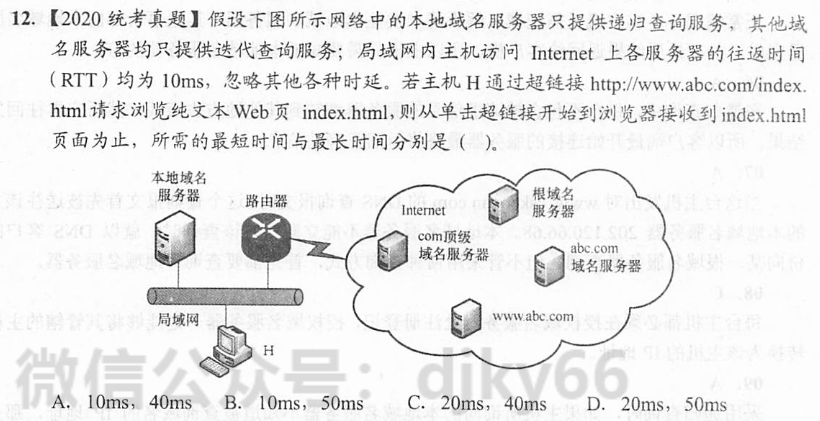 12.【2020 统考真题】假设下图所示网络中的本地域名服务器只提供递归查询服务，其他域
名服务器均只提供迭代查询服务；局域网内主机访问 Internet 上各服务器的往返时间
（RTT）均为 10ms，忽略其他各种时延。若主机 H 通过超链接 http://www.abc.com/index.
html 请求浏览纯文本 Web 页 index.html，则从单击超链接开始到浏览器接收到 index.html
页面为止，所需的最短时间与最长时间分别是（ ）。
本地域名
服务器
路由器
Internet
根域名
服务器
com顶级
域名服务器
abc.com
域名服务器
www.abc.com
局域网
H
微信公众号：djky66
A. 10ms，40ms B. 10ms，50ms C. 20ms，40ms D. 20ms，50ms